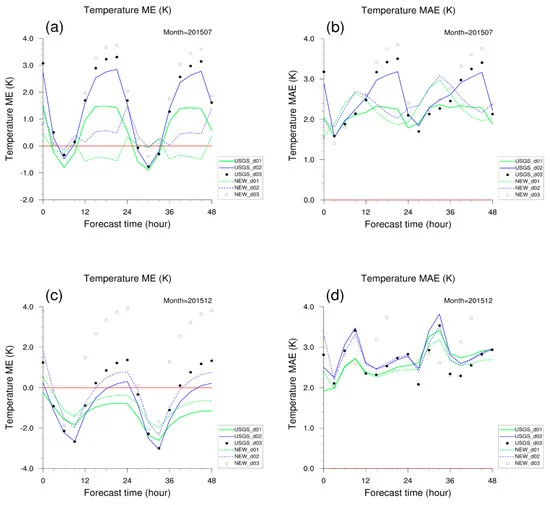 Temperature ME (K)
(a)
Month=201507
Temperature ME (K)
4.0
3.0
2.0
1.0
0.0
-1.0
-2.0
0 12 24 36 48
Forecast time (hour)
USGS_d01
USGS_d02
USGS_d03
NEW_d01
NEW_d02
NEW_d03
Temperature MAE (K)
(b)
Month=201507
Temperature MAE (K)
4.0
3.0
2.0
1.0
0.0
0 12 24 36 48
Forecast time (hour)
USGS_d01
USGS_d02
USGS_d03
NEW_d01
NEW_d02
NEW_d03
Temperature ME (K)
(c)
Month=201512
Temperature ME (K)
4.0
2.0
0.0
-2.0
-4.0
0 12 24 36 48
Forecast time (hour)
USGS_d01
USGS_d02
USGS_d03
NEW_d01
NEW_d02
NEW_d03
Temperature MAE (K)
(d)
Month=201512
Temperature MAE (K)
4.0
3.0
2.0
1.0
0.0
0 12 24 36 48
Forecast time (hour)
USGS_d01
USGS_d02
USGS_d03
NEW_d01
NEW_d02
NEW_d03